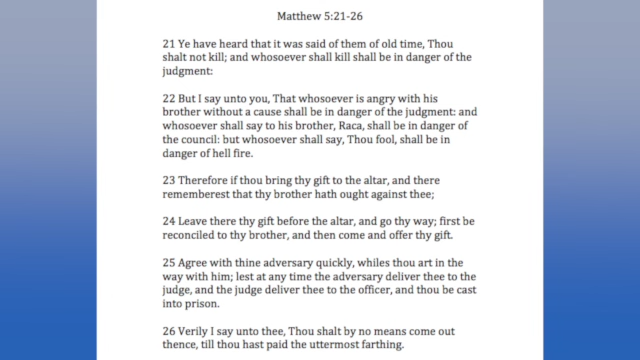 Matthew 5:21-26
21 Ye have heard that it was said of them of old time, Thou
shalt not kill; and whosoever shall kill shall be in danger of the
judgment:
22 But I say unto you, That whosoever is angry with his
brother without a cause shall be in danger of the judgment: and
whosoever shall say to his brother, Raca, shall be in danger of
the council: but whosoever shall say, Thou fool, shall be in
danger of hell fire.
23 Therefore if thou bring thy gift to the altar, and there
rememberest that thy brother hath ought against thee;
24 Leave there thy gift before the altar, and go thy way; first be
reconciled to thy brother, and then come and offer thy gift.
25 Agree with thine adversary quickly, whiles thou art in the
way with him; lest at any time the adversary deliver thee to the
judge, and the judge deliver thee to the officer, and thou be cast
into prison.
26 Verily I say unto thee, Thou shalt by no means come out
thence, till thou hast paid the uttermost farthing.